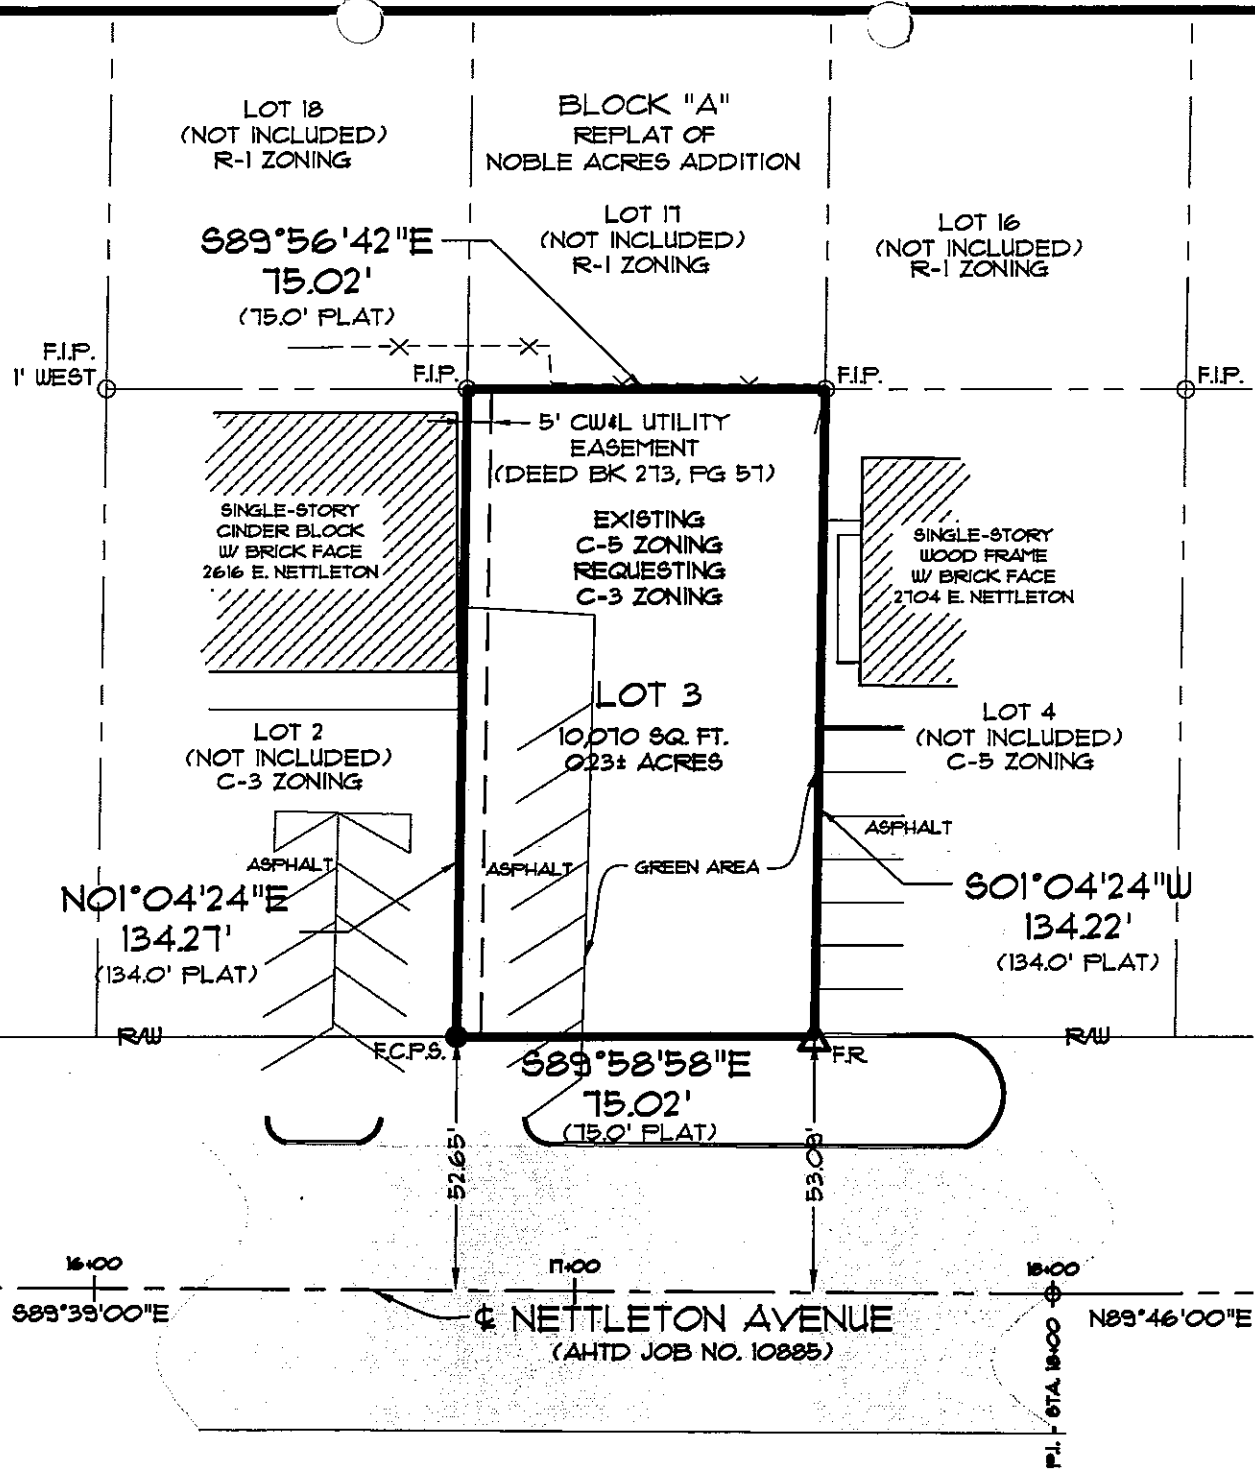 LOT 18
(NOT INCLUDED)
R-1 ZONING
BLOCK "A"
REPLAT OF
NOBLE ACRES ADDITION
LOT 17
(NOT INCLUDED)
R-1 ZONING
LOT 16
(NOT INCLUDED)
R-1 ZONING
S89°56'42"E
75.02'
(75.0' PLAT)
F.I.P.
1' WEST
F.I.P.
F.I.P.
F.I.P.
5' CW&L UTILITY
EASEMENT
(DEED BK 273, PG 57)
SINGLE-STORY
CINDER BLOCK
W/ BRICK FACE
2616 E. NETTLETON
EXISTING
C-5 ZONING
REQUESTING
C-3 ZONING
SINGLE-STORY
WOOD FRAME
W/ BRICK FACE
2704 E. NETTLETON
LOT 3
10,070 SQ. FT.
0.23± ACRES
LOT 2
(NOT INCLUDED)
C-3 ZONING
LOT 4
(NOT INCLUDED)
C-5 ZONING
ASPHALT
ASPHALT
GREEN AREA
ASPHALT
N01°04'24"E
134.27'
(134.0' PLAT)
S01°04'24"W
134.22'
(134.0' PLAT)
R/W
F.C.P.S.
F.R.
R/W
S89°58'58"E
75.02'
(75.0' PLAT)
52.65'
53.08'
16+00
17+00
18+00
S89°39'00"E
℄ NETTLETON AVENUE
(AHTD JOB NO. 10885)
N89°46'00"E
P.I. - STA. 18+00